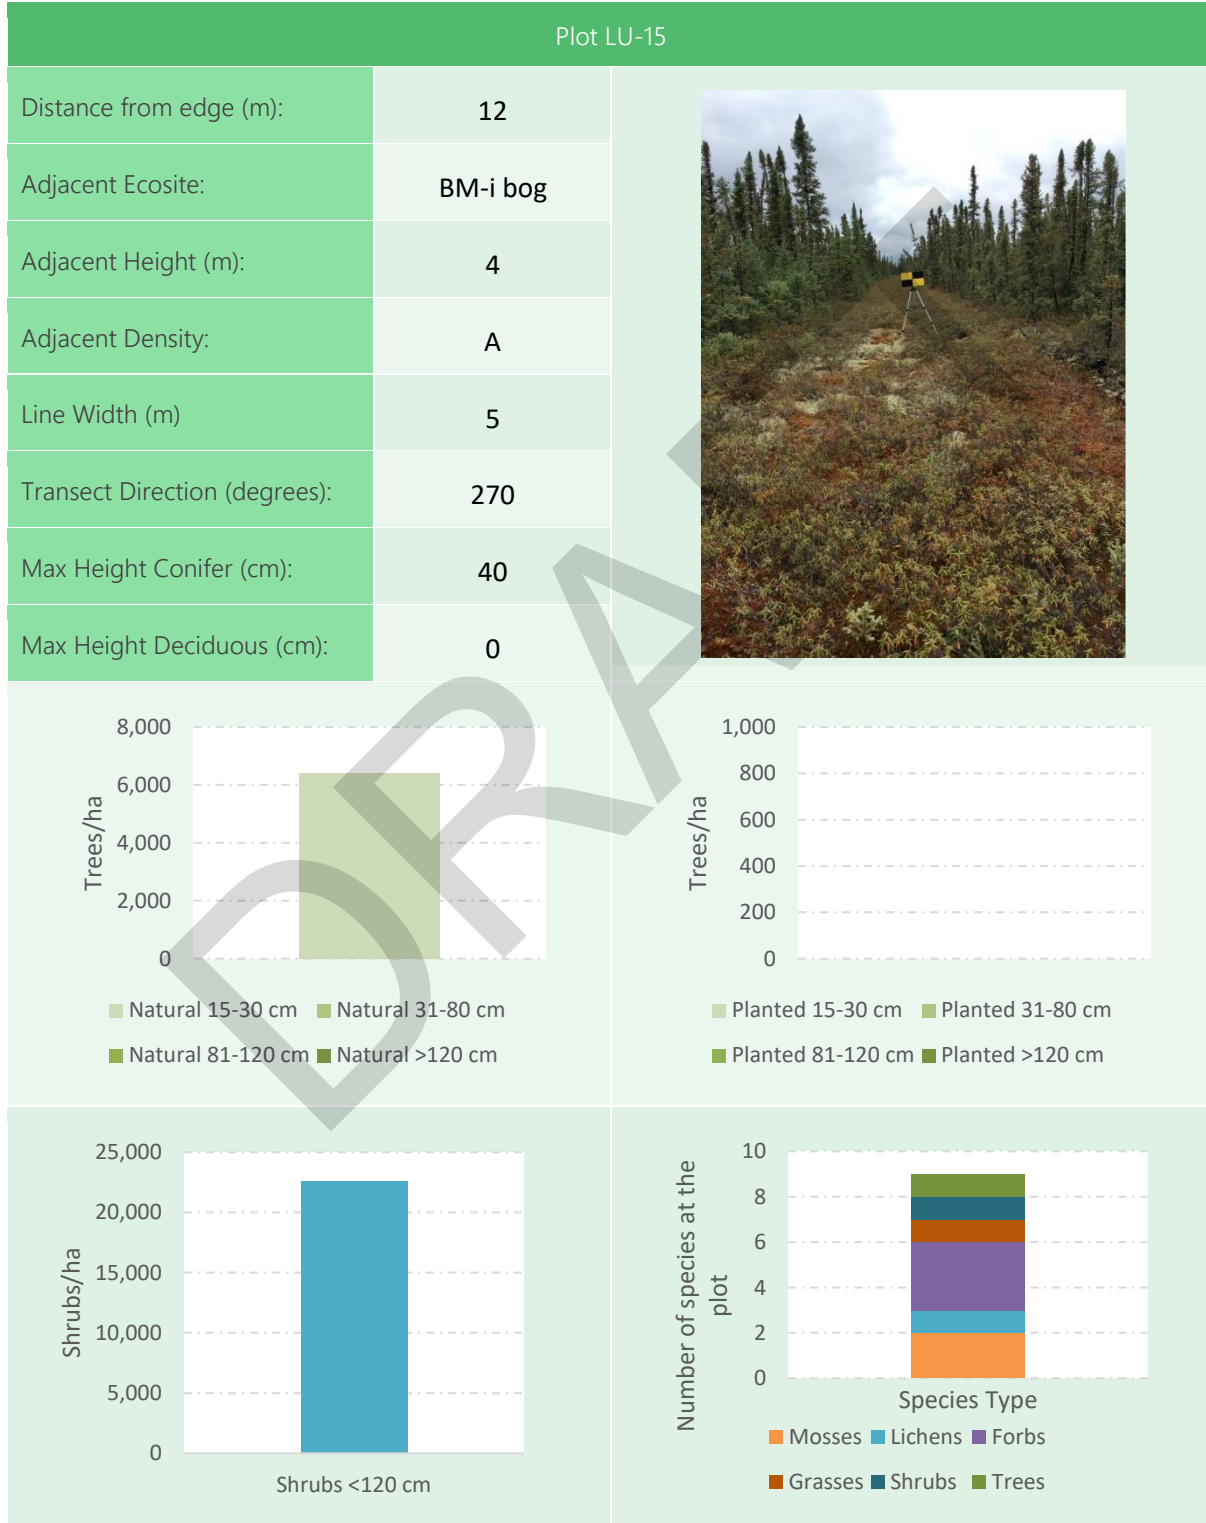 Plot LU-15
Distance from edge (m): 12
Adjacent Ecosite: BM-i bog
Adjacent Height (m): 4
Adjacent Density: A
Line Width (m) 5
Transect Direction (degrees): 270
Max Height Conifer (cm): 40
Max Height Deciduous (cm): 0
DRAFT
8,000
6,000
4,000
2,000
0
Trees/ha
Natural 15-30 cm Natural 31-80 cm
Natural 81-120 cm Natural >120 cm
1,000
800
600
400
200
0
Trees/ha
Planted 15-30 cm Planted 31-80 cm
Planted 81-120 cm Planted >120 cm
25,000
20,000
15,000
10,000
5,000
0
Shrubs/ha
Shrubs <120 cm
10
8
6
4
2
0
Number of species at the
plot
Species Type
Mosses Lichens Forbs
Grasses Shrubs Trees